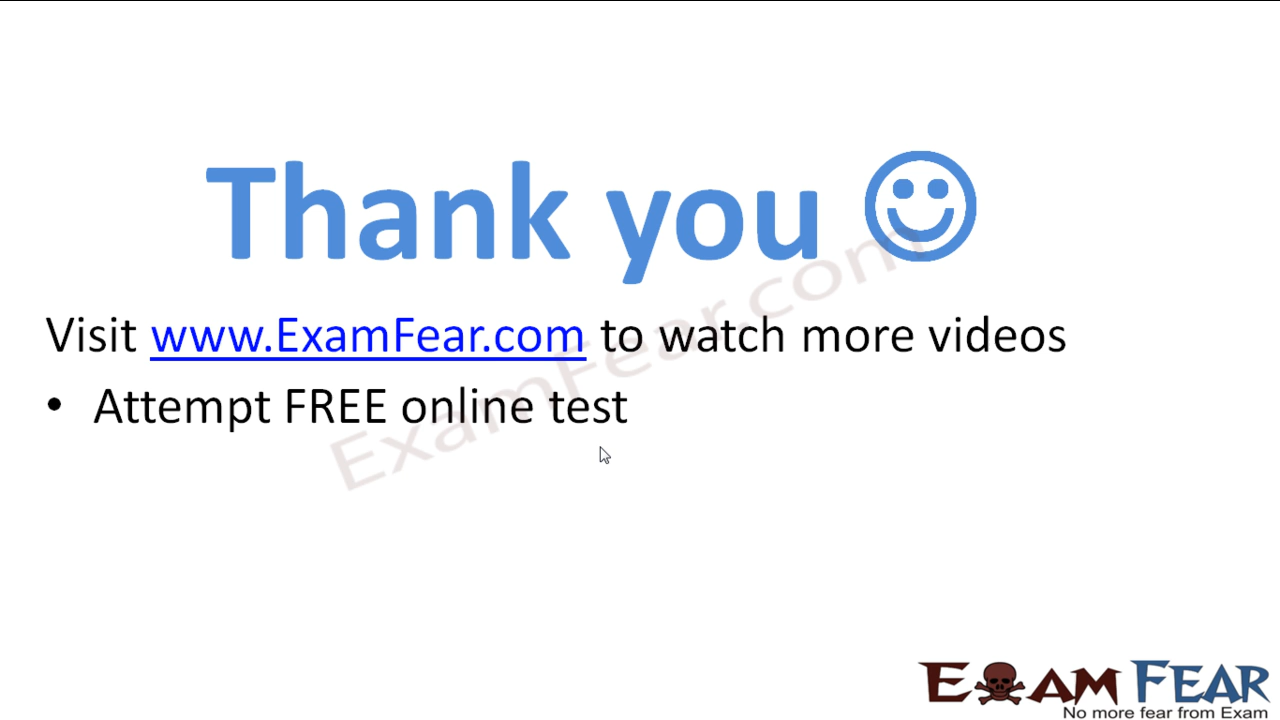 Thank you ☺
Visit www.ExamFear.com to watch more videos
• Attempt FREE online test
ExamFear.com
EXAM FEAR
No more fear from Exam